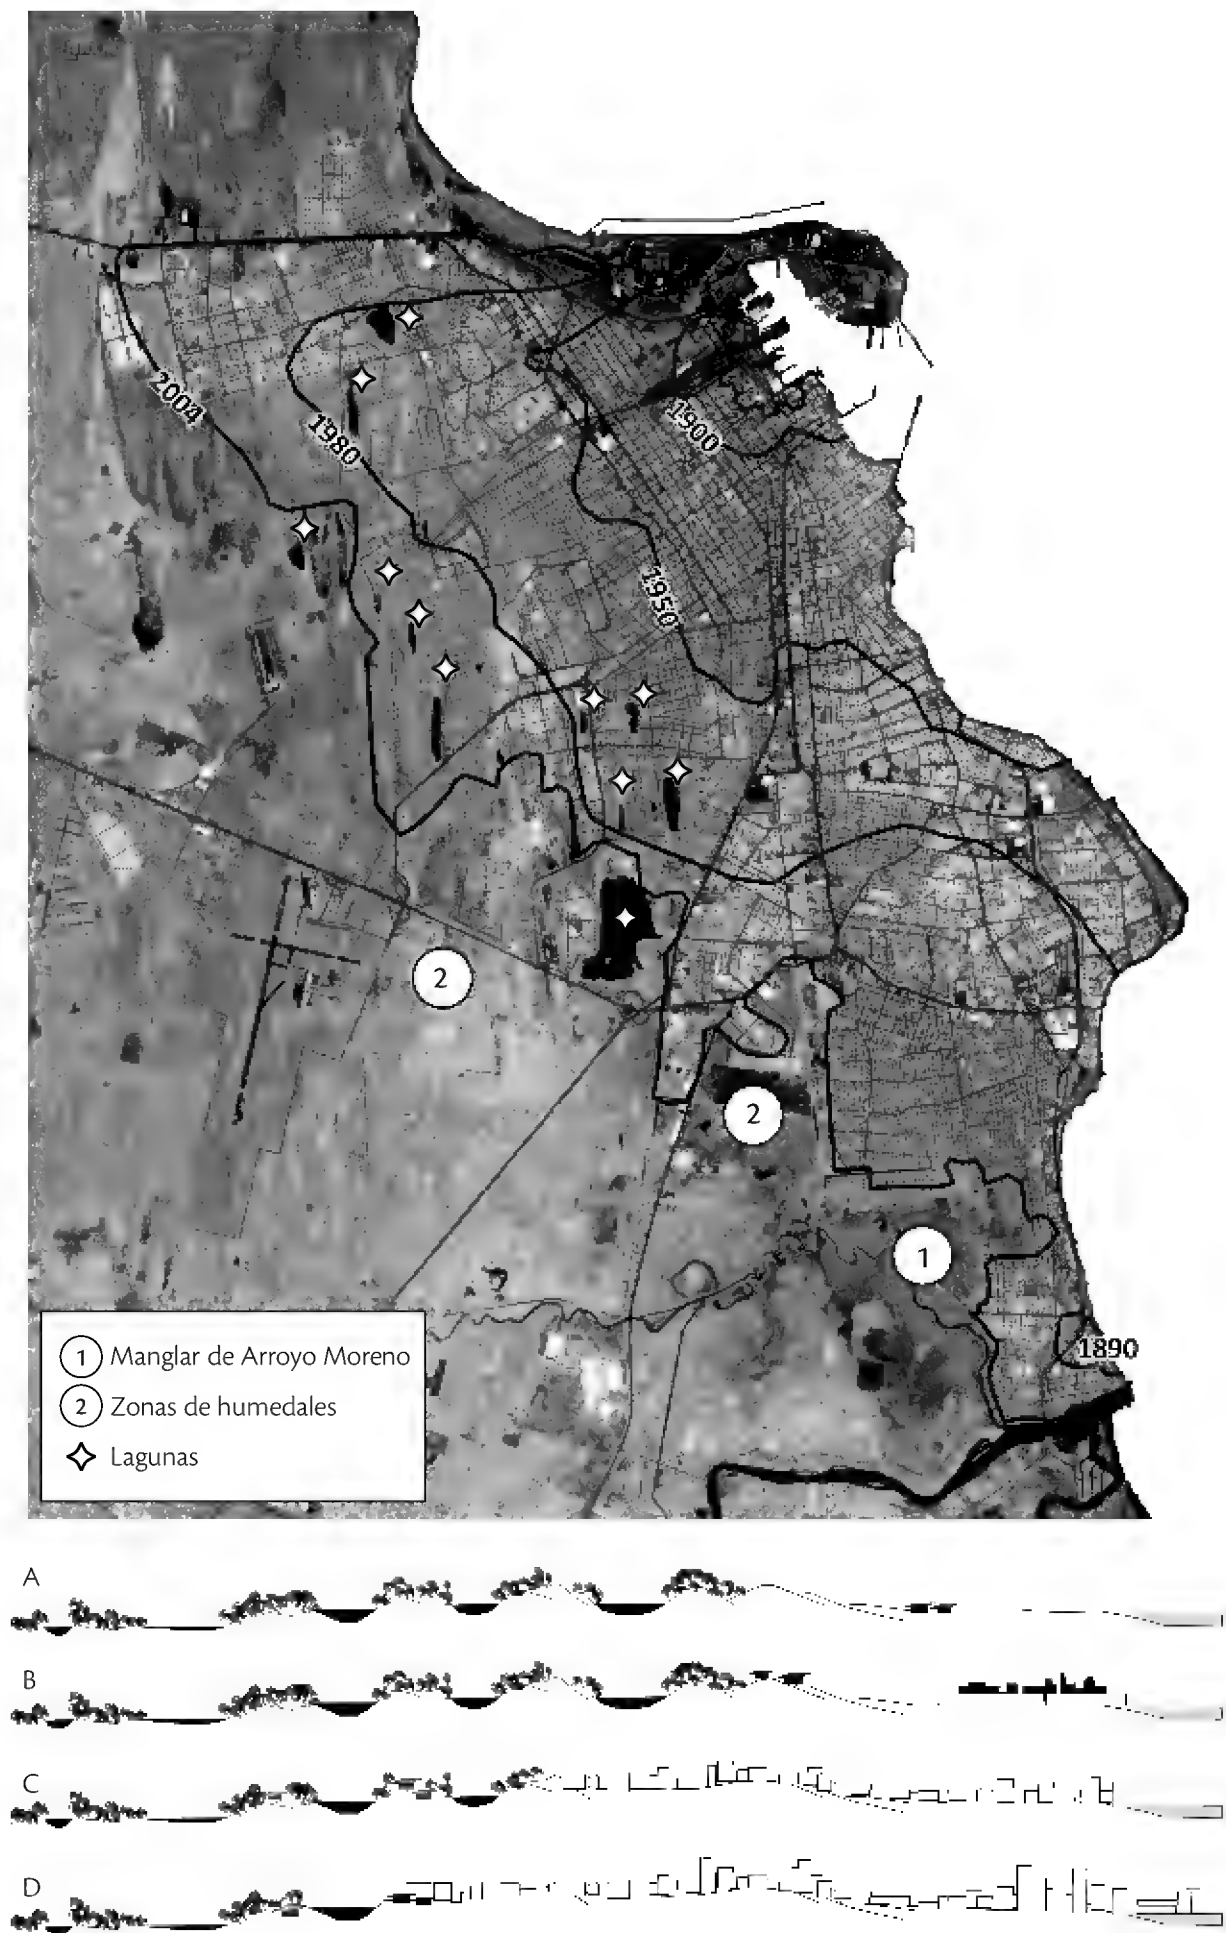 2004
1980
1900
1950
2
2
1
1890
1 Manglar de Arroyo Moreno
2 Zonas de humedales
Lagunas
A
B
C
D